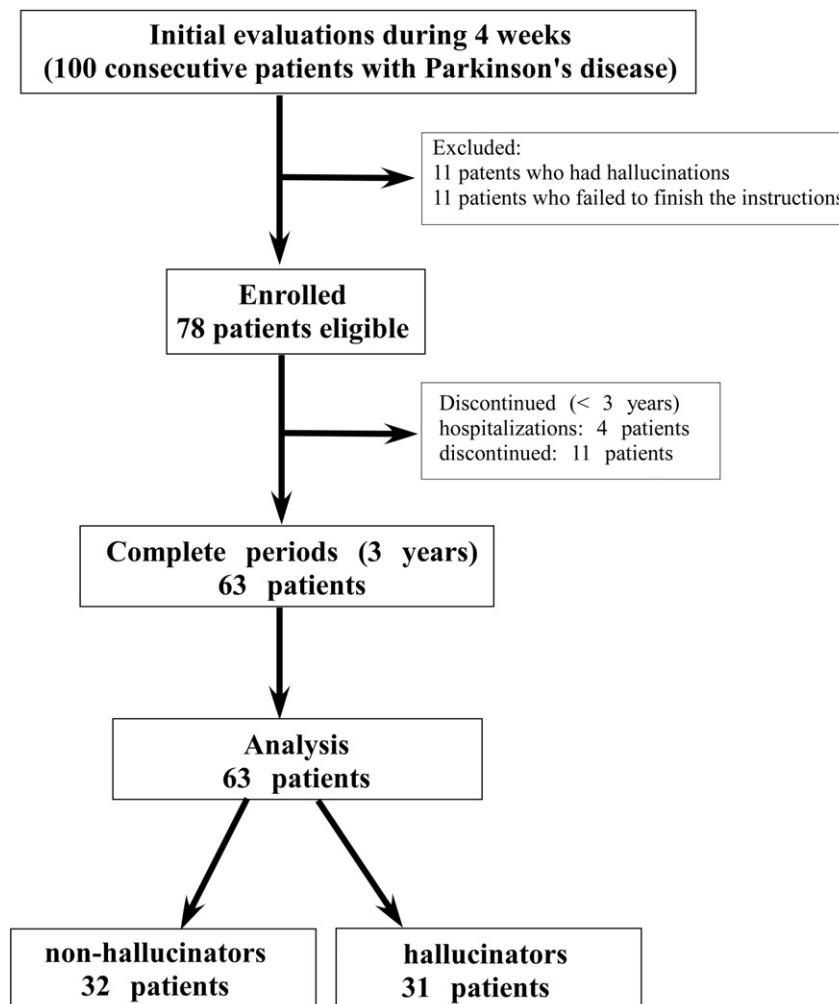 Initial evaluations during 4 weeks
(100 consecutive patients with Parkinson's disease)
Excluded:
11 patents who had hallucinations
11 patients who failed to finish the instructions
Enrolled
78 patients eligible
Discontinued (< 3 years)
hospitalizations: 4 patients
discontinued: 11 patients
Complete periods (3 years)
63 patients
Analysis
63 patients
non-hallucinators
32 patients
hallucinators
31 patients